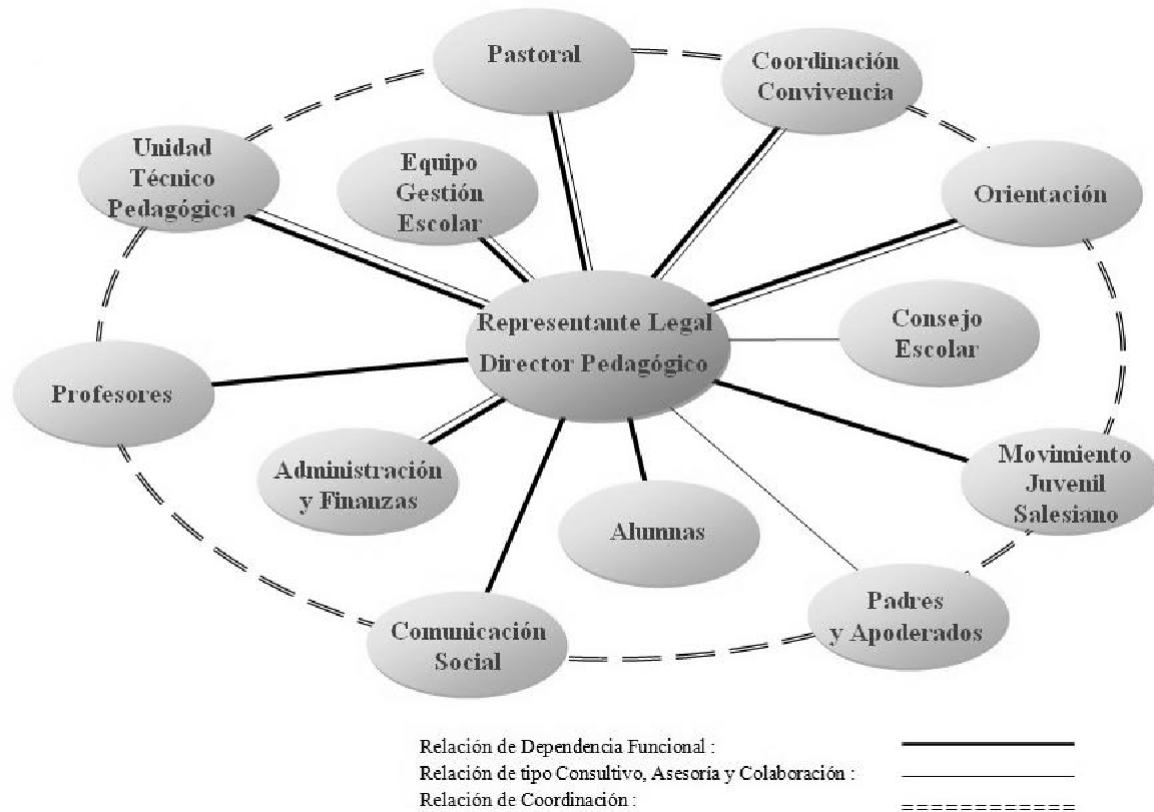 Pastoral
Coordinación
Convivencia
Unidad
Técnico
Pedagógica
Equipo
Gestión
Escolar
Orientación
Representante Legal
Director Pedagógico
Consejo
Escolar
Profesores
Administración
y Finanzas
Alumnas
Movimiento
Juvenil
Salesiano
Comunicación
Social
Padres
y Apoderados
Relación de Dependencia Funcional :
Relación de tipo Consultivo, Asesoría y Colaboración :
Relación de Coordinación :